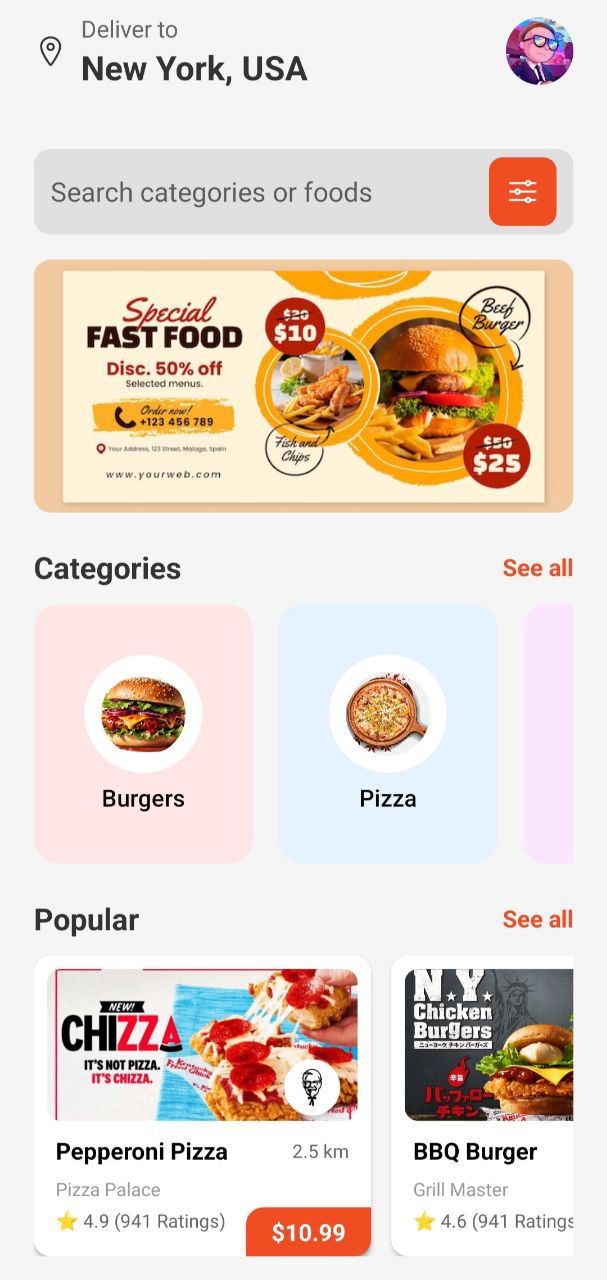 Deliver to
New York, USA
Search categories or foods
Special
FAST FOOD
Disc. 50% off
Selected menus.
Order now!
+123 456 789
Your Address, 123 Street, Malaga, Spain
www.yourweb.com
$20
$10
Beef
Burger
Fish and
Chips
$50
$25
Categories
See all
Burgers
Pizza
Popular
See all
NEW!
CHIZZA
IT'S NOT PIZZA.
IT'S CHIZZA.
Kentucky
Fried Chicken
N.Y.
Chicken
Burgers
ニューヨーク チキンバーガーズ
辛旨
バッファロー
チキン
Pepperoni Pizza
2.5 km
BBQ Burger
Pizza Palace
Grill Master
4.9 (941 Ratings)
$10.99
4.6 (941 Ratings